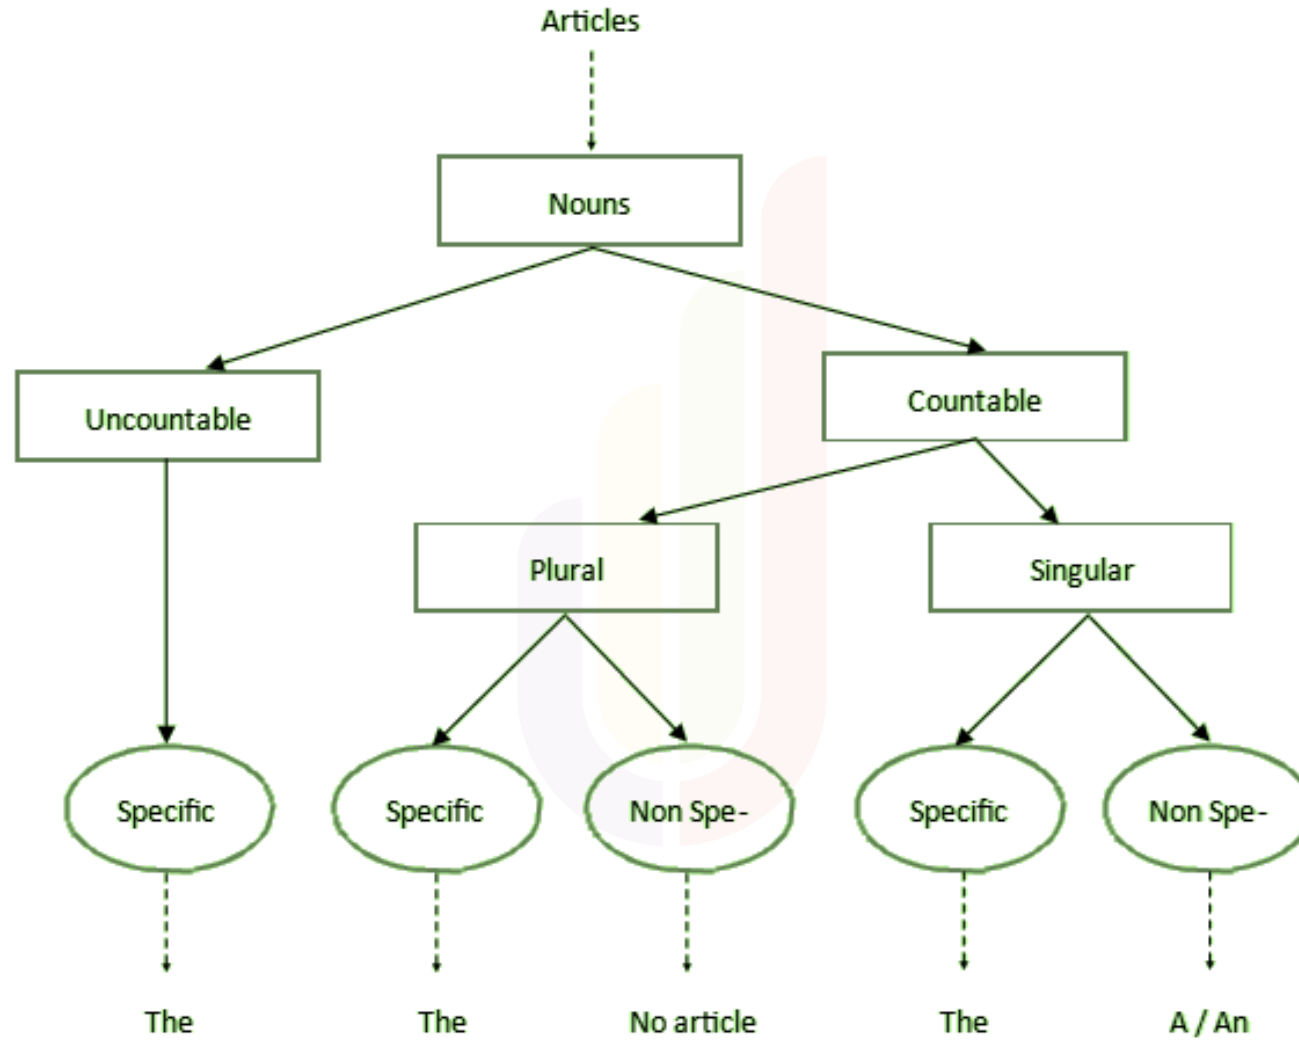 Articles
Nouns
Uncountable
Countable
Plural
Singular
Specific
Specific
Non Spe-
Specific
Non Spe-
The
The
No article
The
A / An